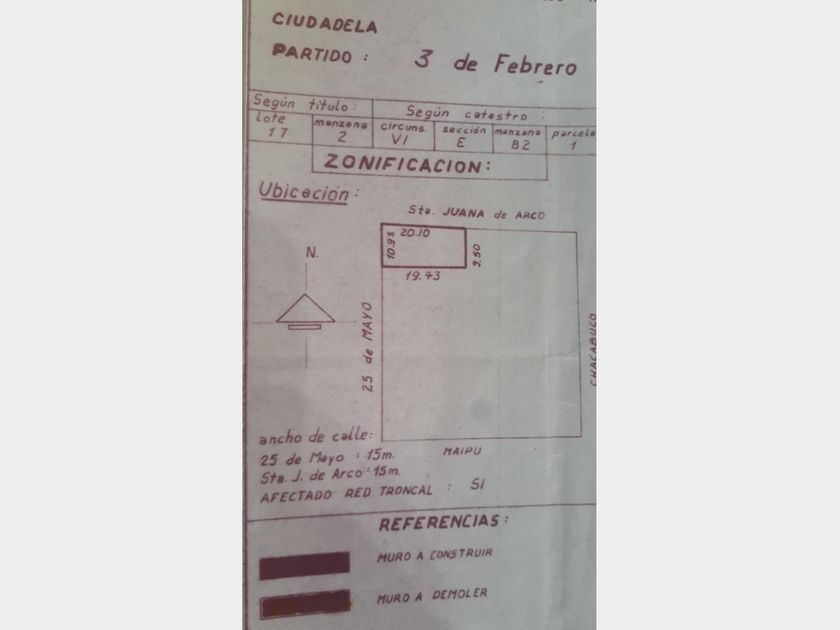 CIUDADELA
PARTIDO : 3 de Febrero
Según título: Según catastro :
lote manzana circuns. sección manzana parcela
17 2 VI E 82 1
ZONIFICACION:
Ubicación :
Sta. JUANA de ARCO
20.10
10.93
9.50
19.43
N.
25 de MAYO
CHACABUCO
ancho de calle:
MAIPU
25 de Mayo : 15m.
Sta. J. de Arco : 15m.
AFECTADO RED TRONCAL : SI
REFERENCIAS:
MURO A CONSTRUIR
MURO A DEMOLER